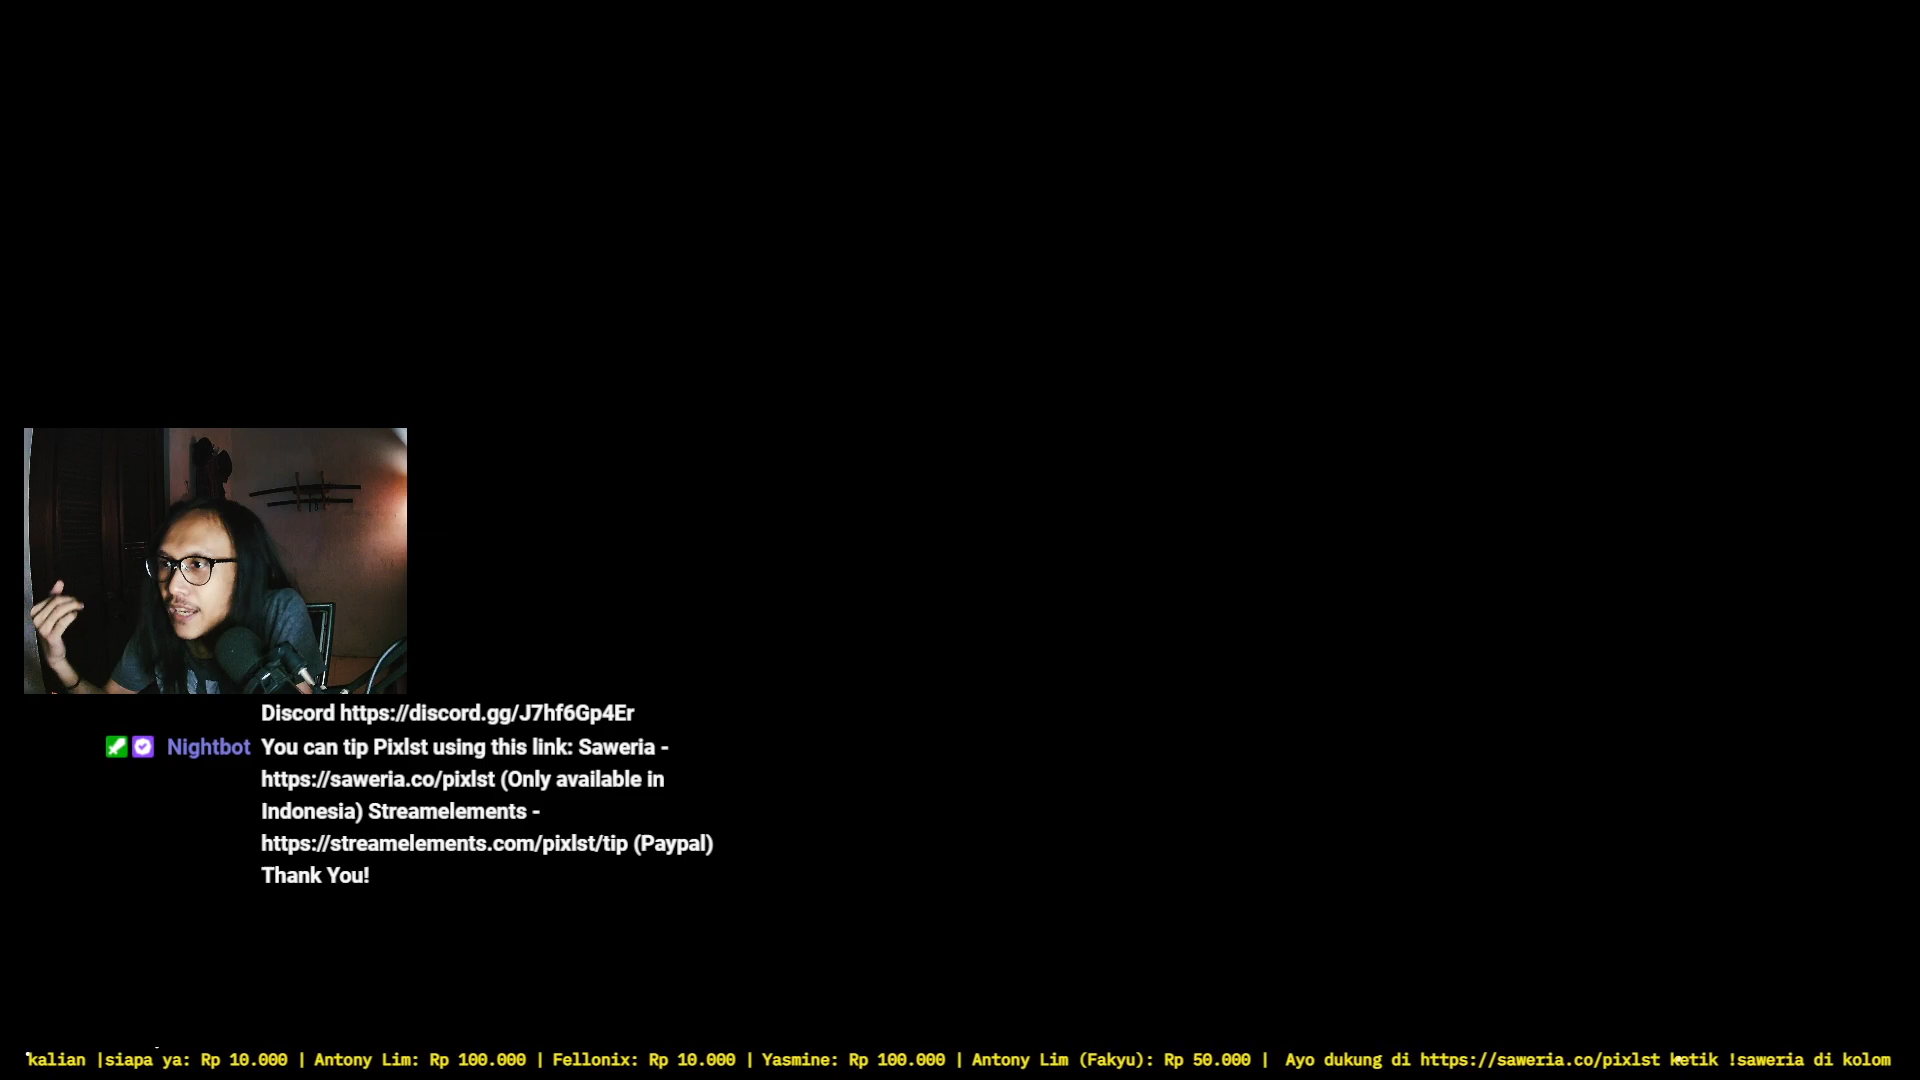 Discord https://discord.gg/J7hf6Gp4Er
Nightbot You can tip Pixlst using this link: Saweria -
https://saweria.co/pixlst (Only available in
Indonesia) Streamelements -
https://streamelements.com/pixlst/tip (Paypal)
Thank You!
kalian |siapa ya: Rp 10.000 | Antony Lim: Rp 100.000 | Fellonix: Rp 10.000 | Yasmine: Rp 100.000 | Antony Lim (Fakyu): Rp 50.000 | Ayo dukung di https://saweria.co/pixlst ketik !saweria di kolom